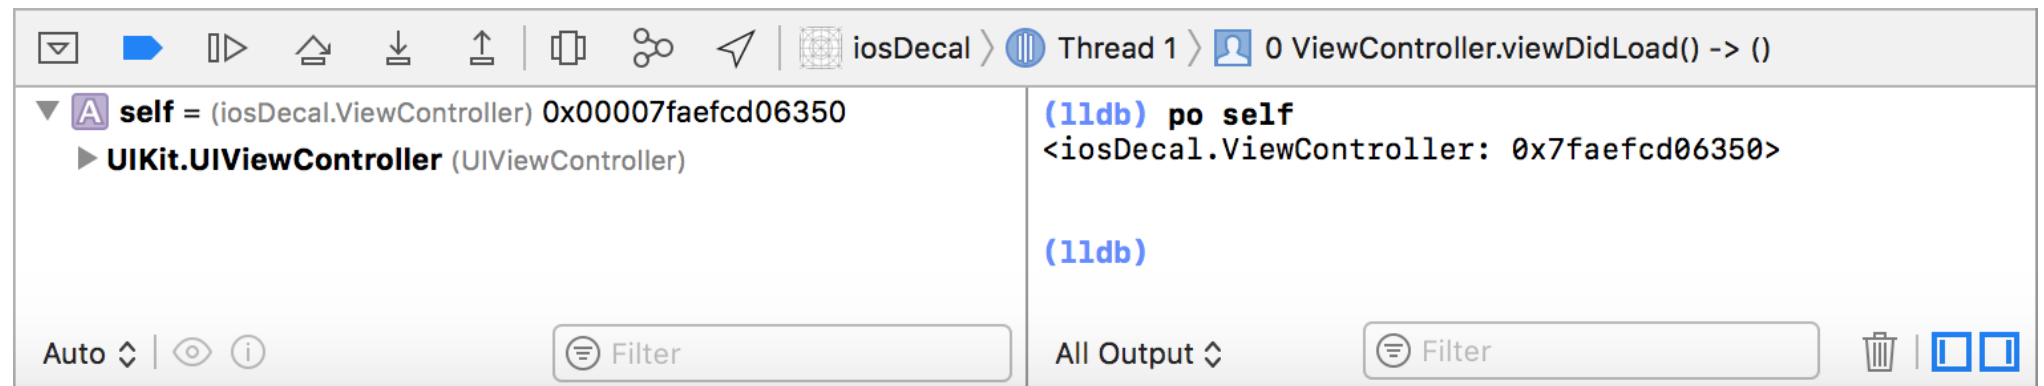 iosDecal 〉 Thread 1 〉 0 ViewController.viewDidLoad() -> ()
A self = (iosDecal.ViewController) 0x00007faefcd06350
UIKit.UIViewController (UIViewController)
Auto
Filter
(lldb) po self
<iosDecal.ViewController: 0x7faefcd06350>
(lldb)
All Output
Filter